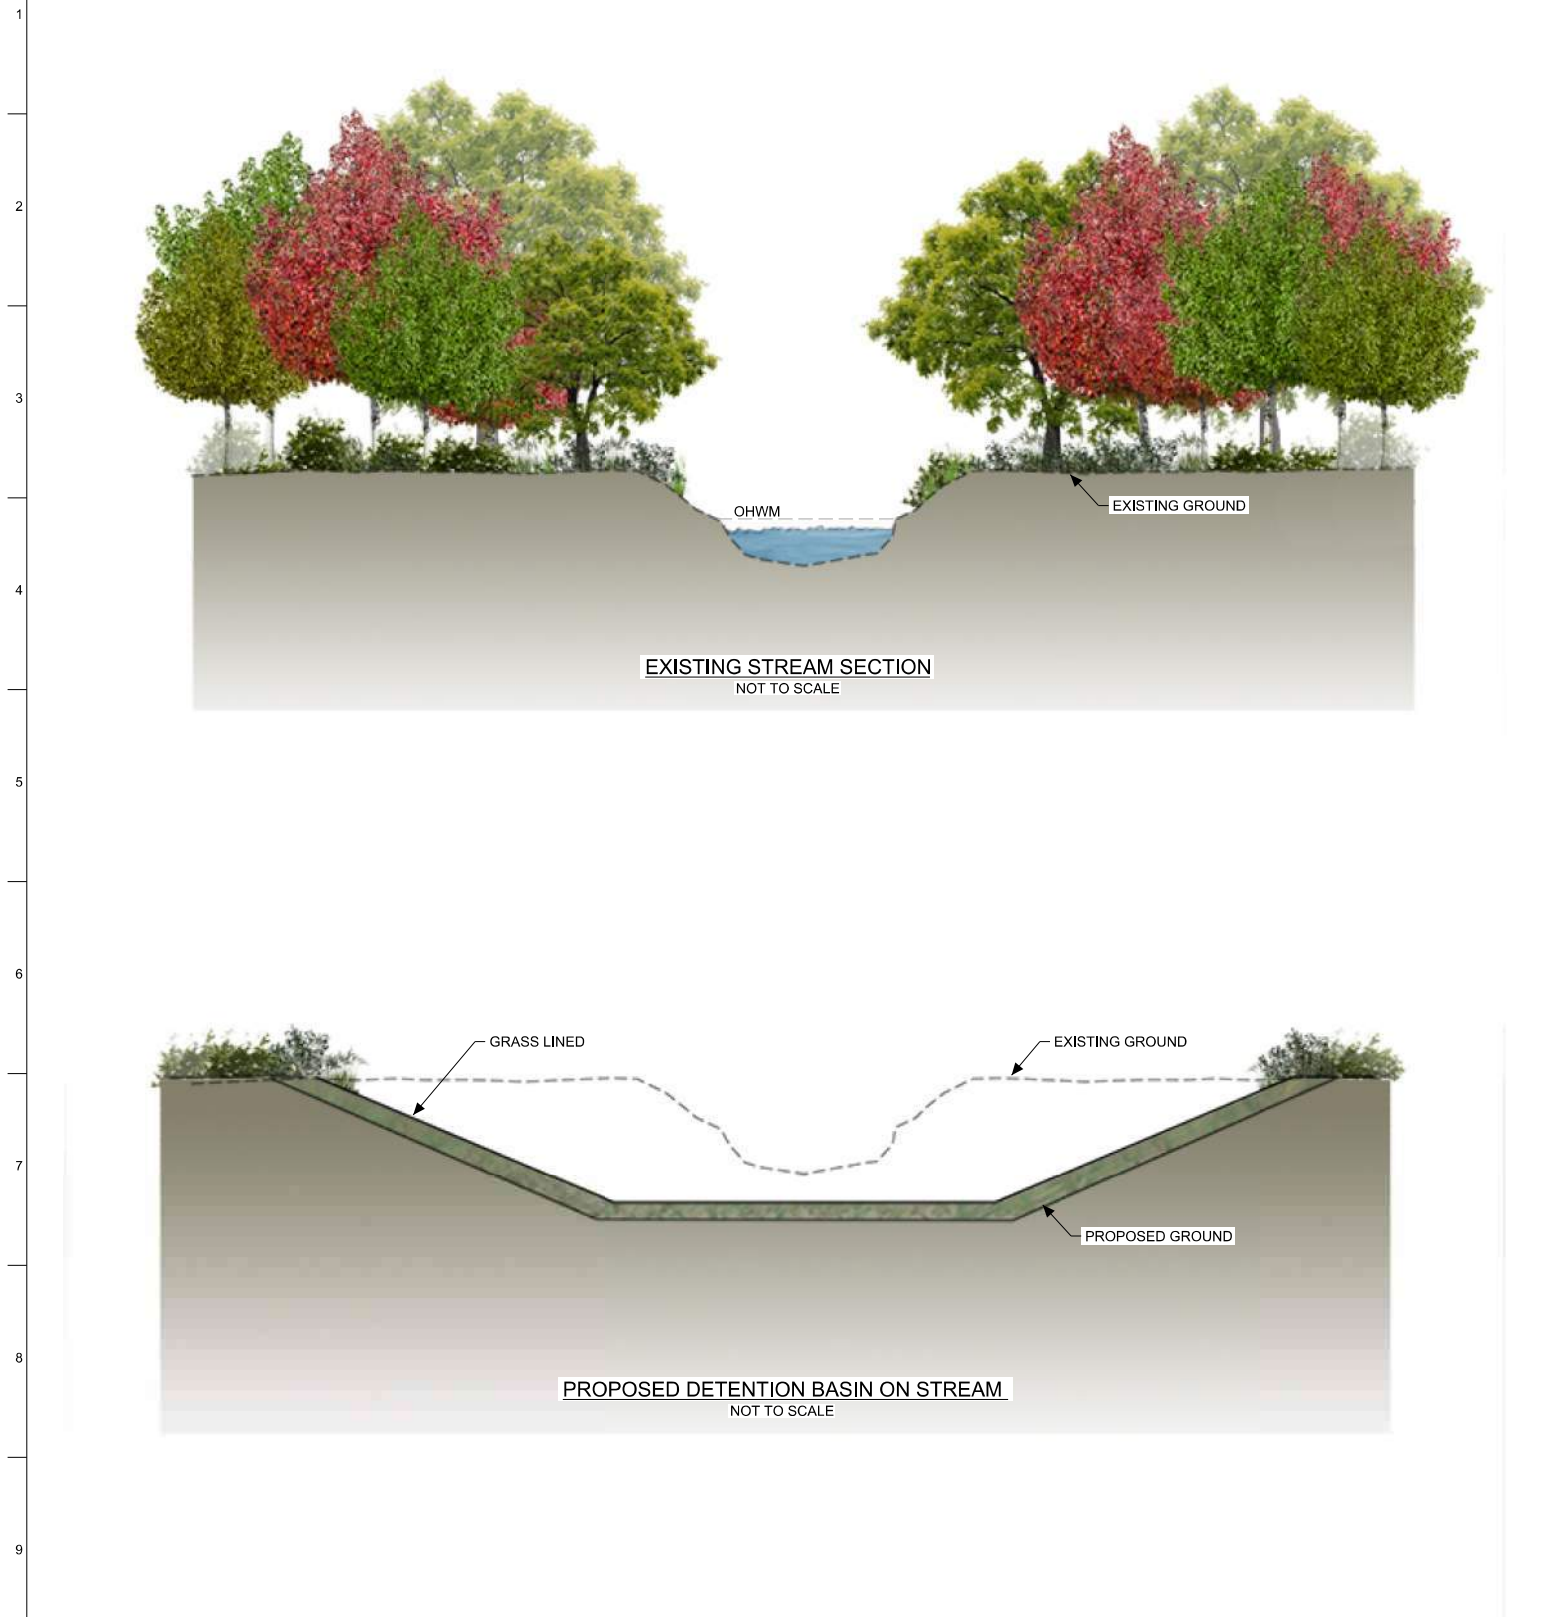 1
2
3
OHWM
EXISTING GROUND
4
EXISTING STREAM SECTION
NOT TO SCALE
5
6
GRASS LINED
EXISTING GROUND
7
PROPOSED GROUND
8
PROPOSED DETENTION BASIN ON STREAM
NOT TO SCALE
9